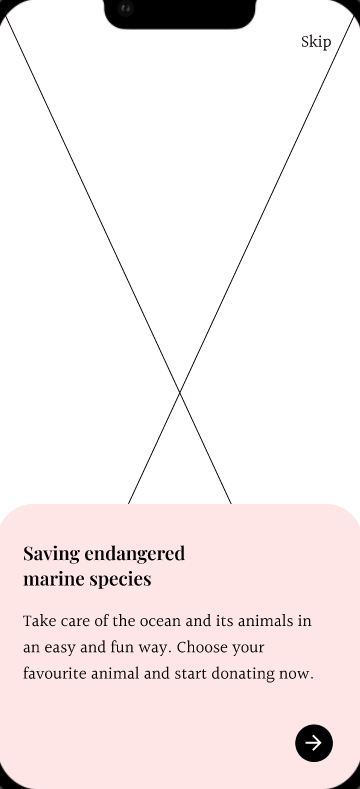 Skip
Saving endangered
marine species
Take care of the ocean and its animals in
an easy and fun way. Choose your
favourite animal and start donating now.